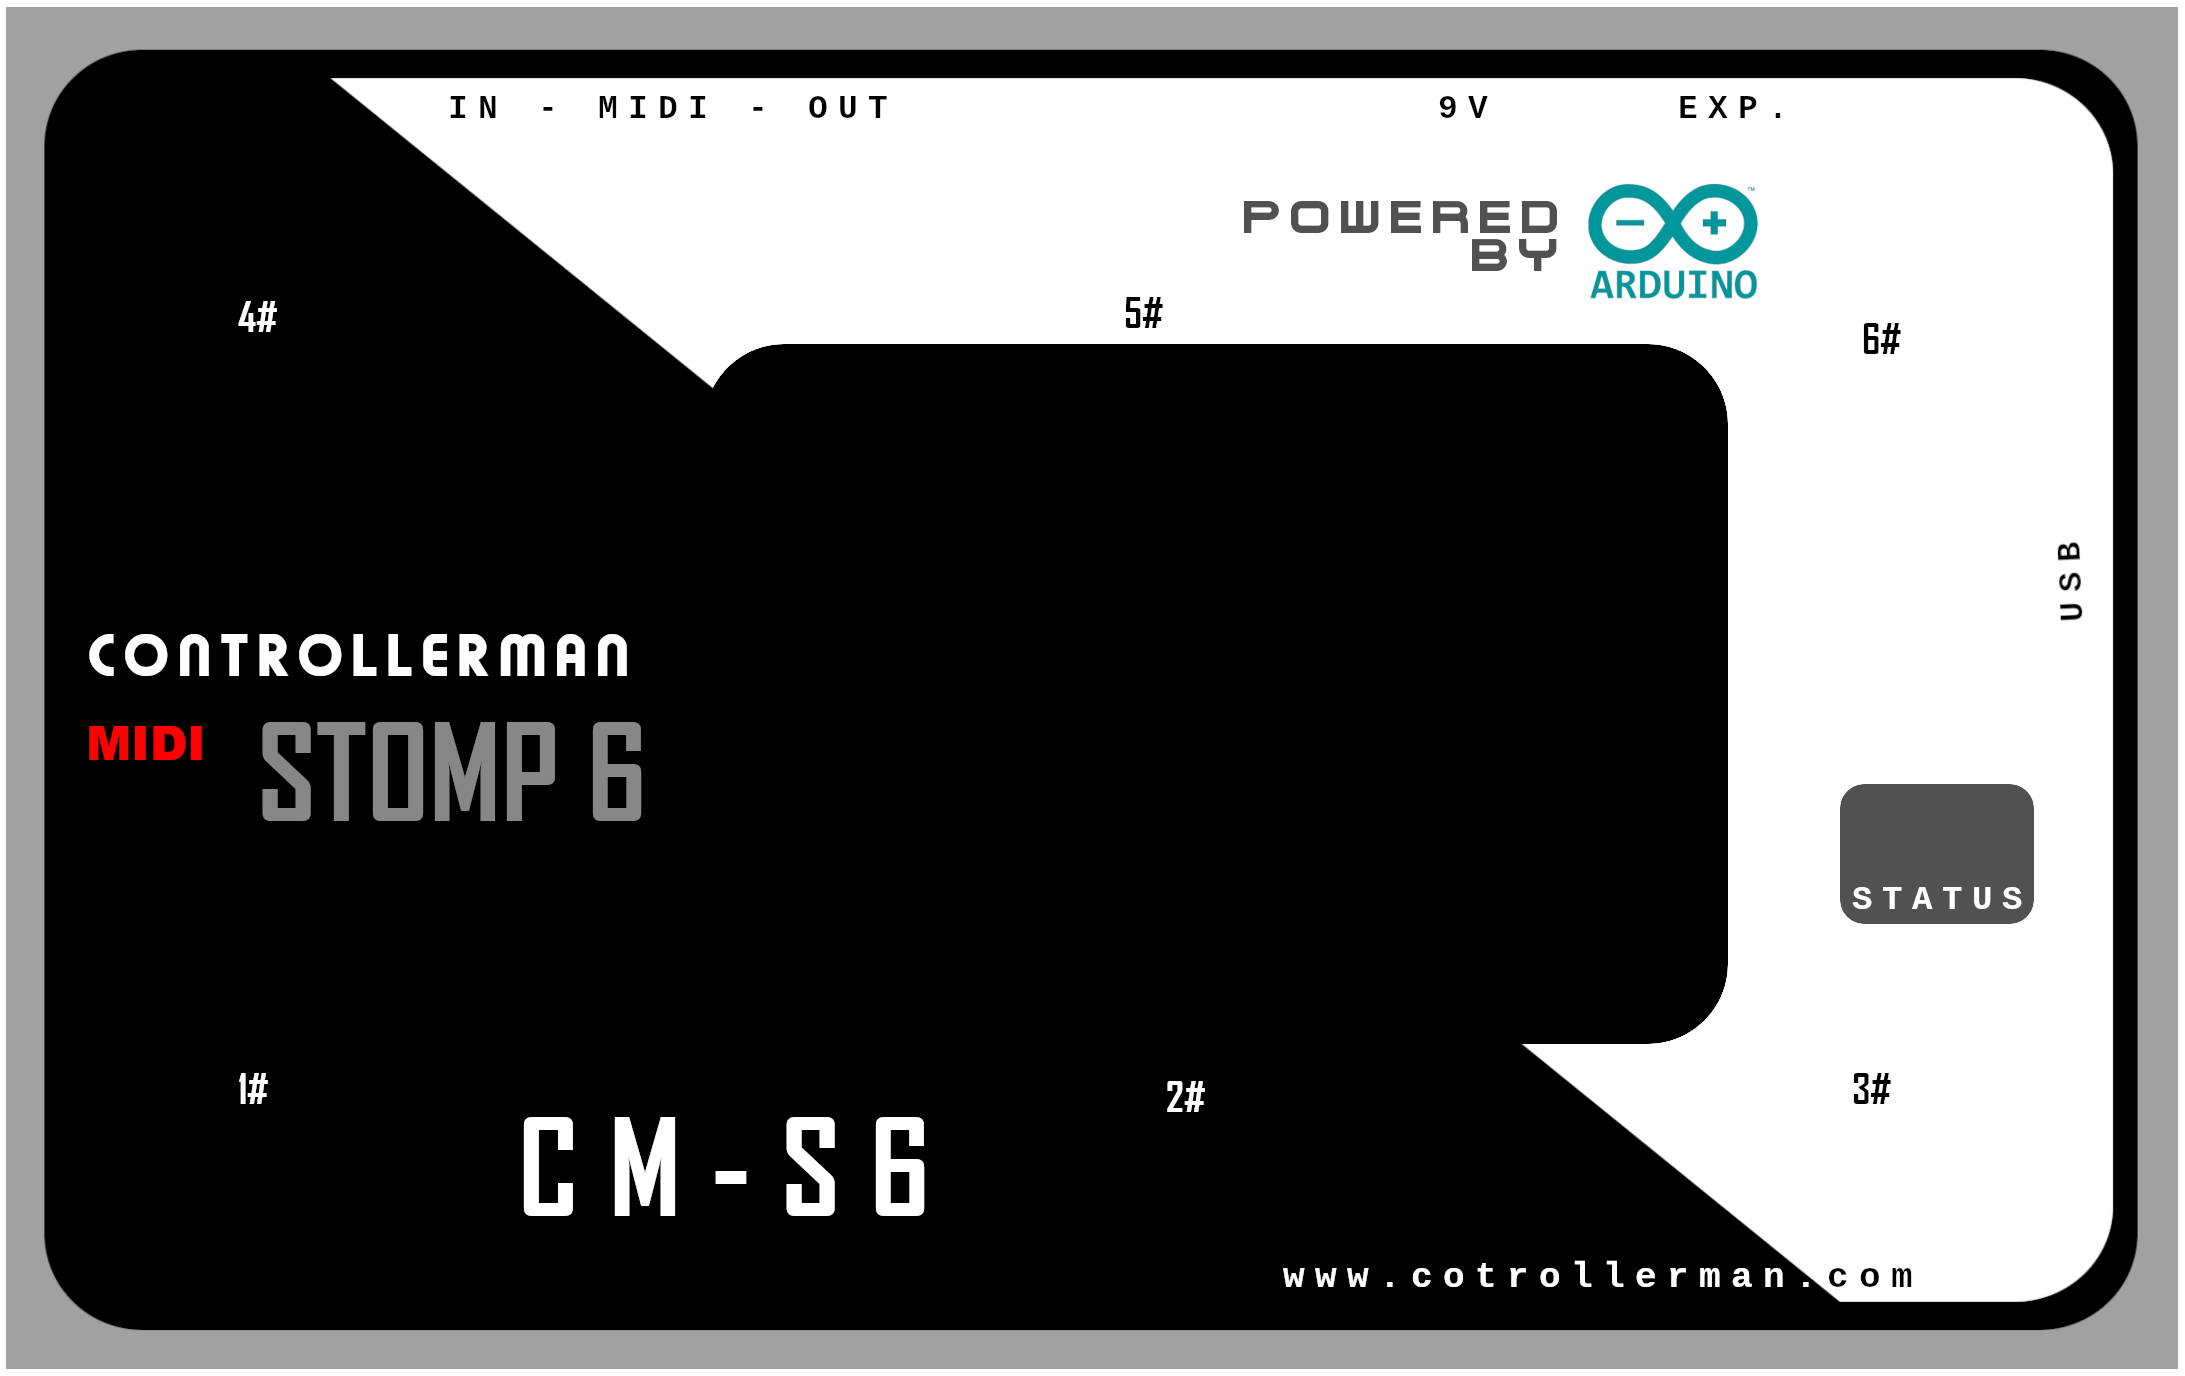 IN - MIDI - OUT
9V
EXP.
POWERED
BY
ARDUINO
TM
4#
5#
6#
USB
CONTROLLERMAN
MIDI
STOMP 6
STATUS
1#
2#
3#
CM-S6
www.cotrollerman.com